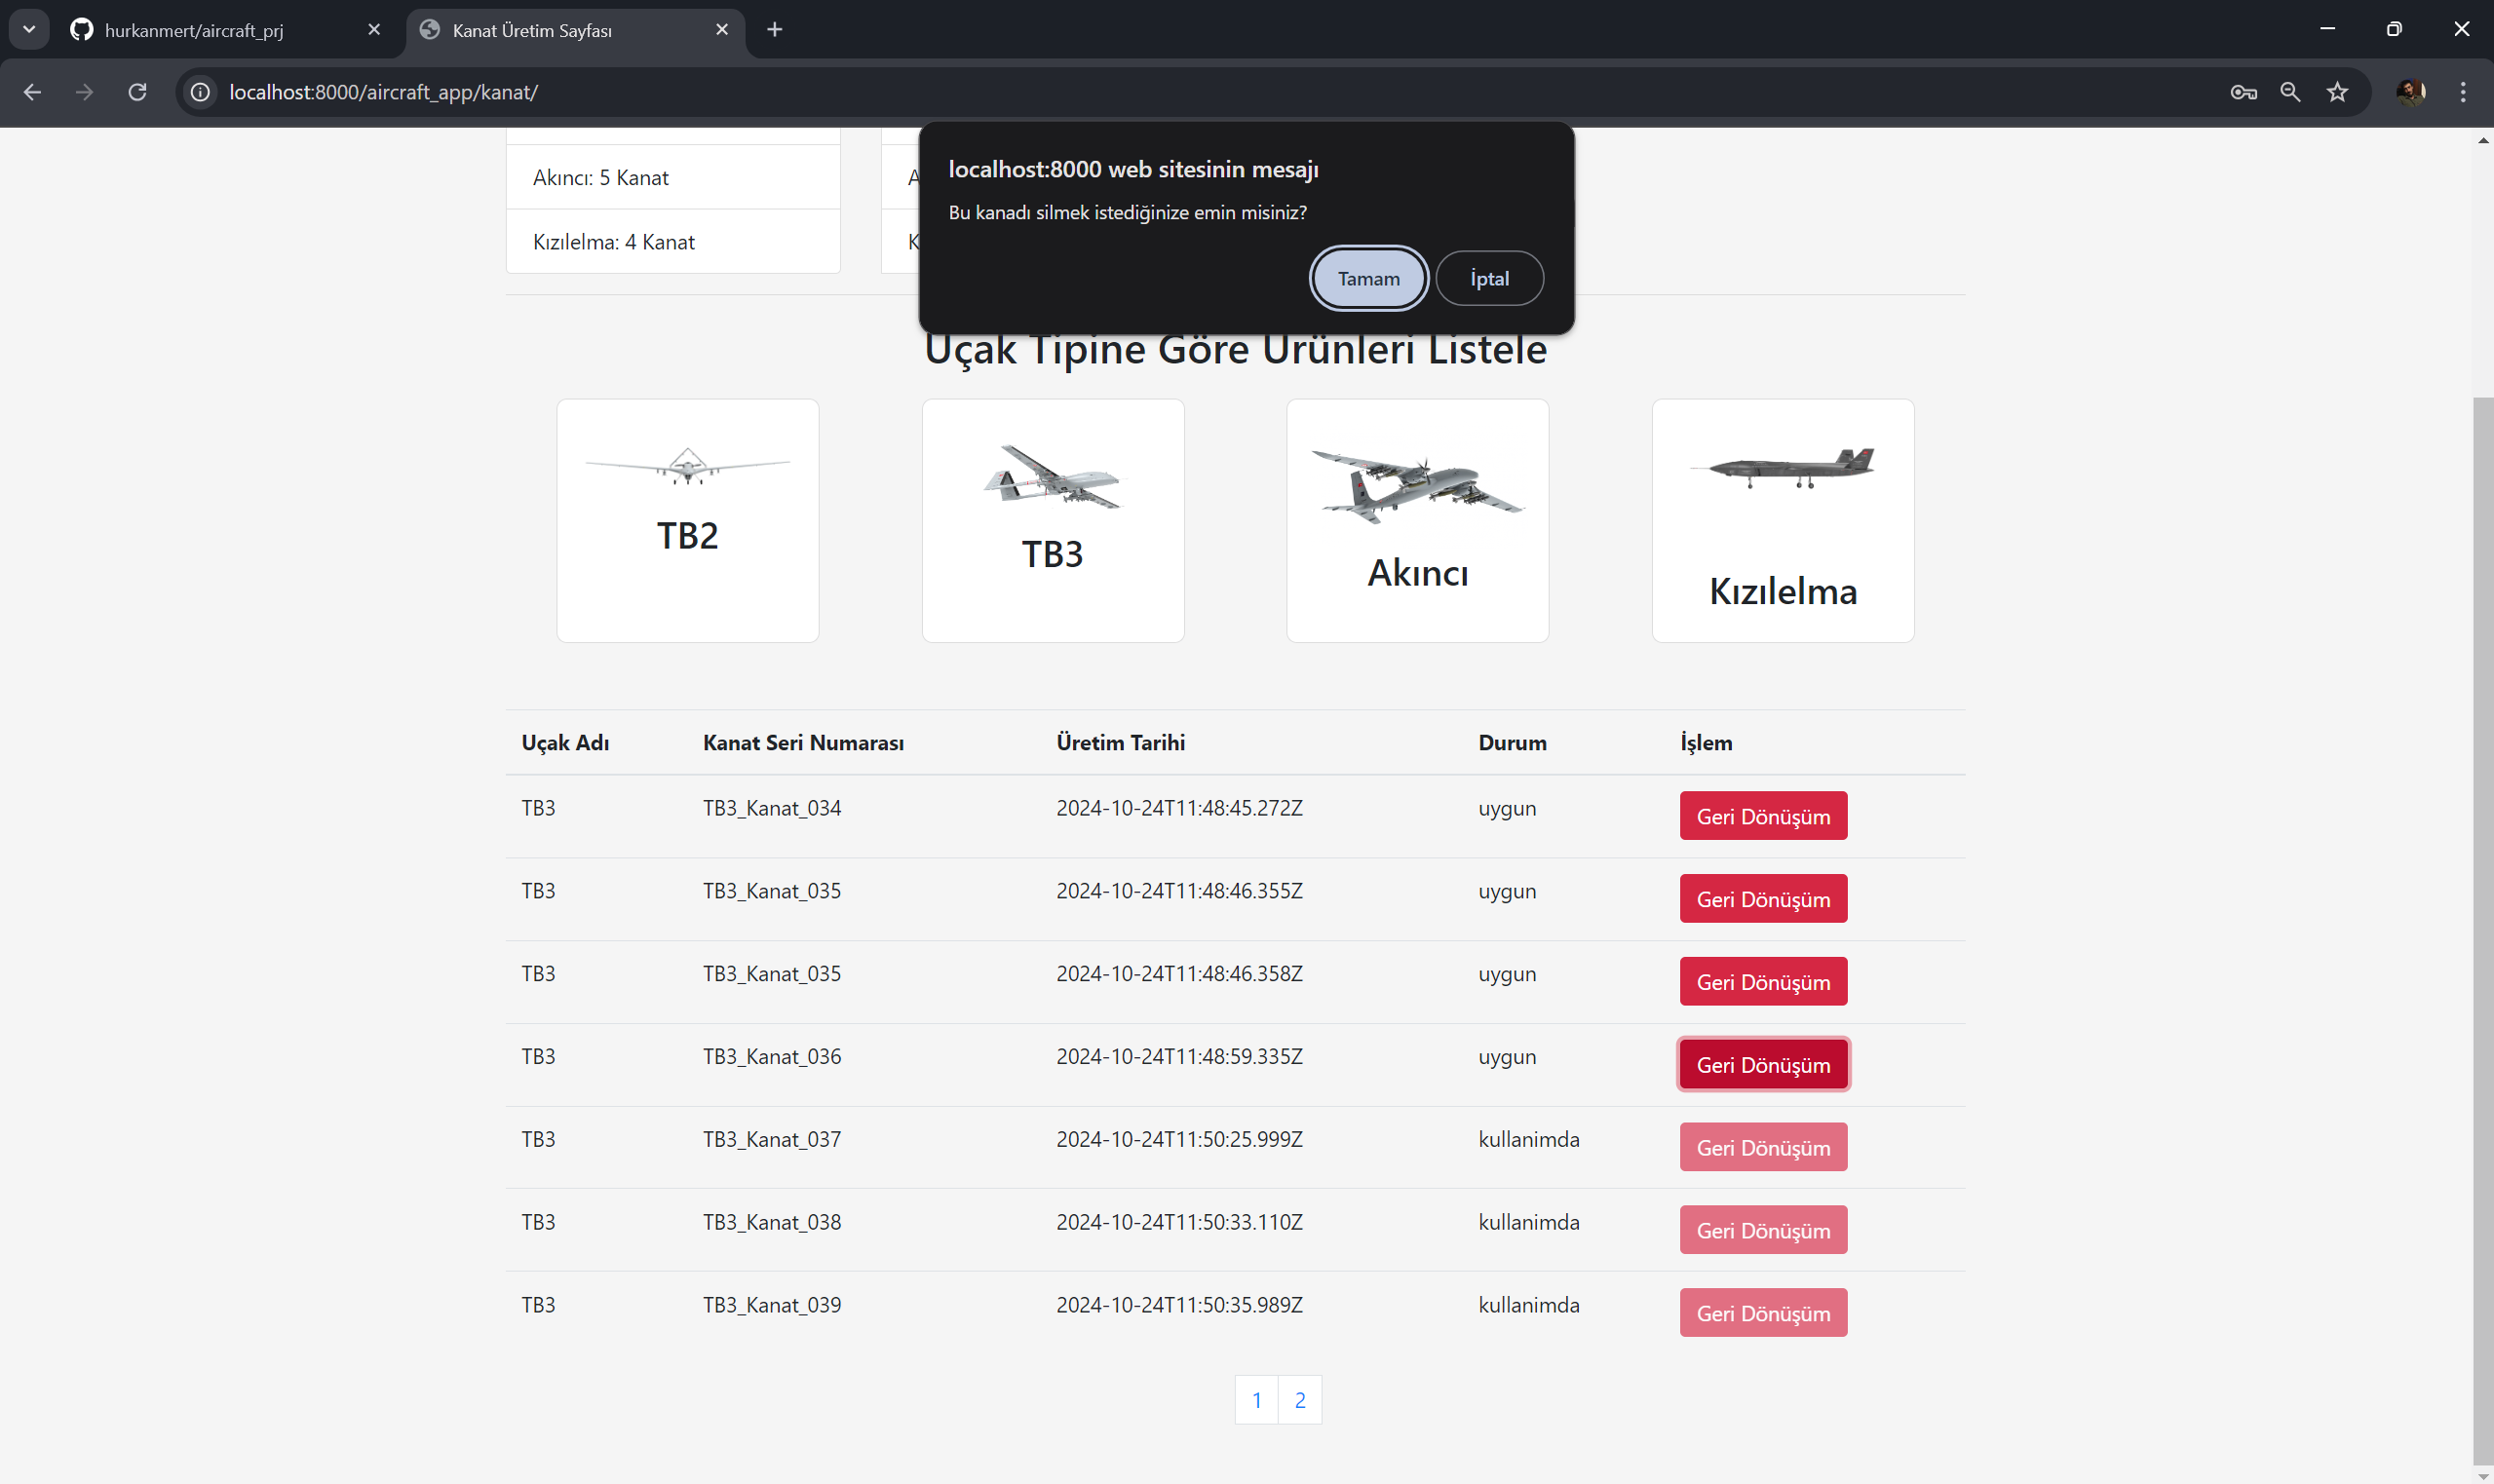 hurkanmert/aircraft_prj
Kanat Üretim Sayfası
localhost:8000/aircraft_app/kanat/
localhost:8000 web sitesinin mesajı
Bu kanadı silmek istediğinize emin misiniz?
Tamam İptal
Akıncı: 5 Kanat
A
Kızılelma: 4 Kanat
K
Uçak Tipine Göre Ürünleri Listele
TB2
TB3
Akıncı
Kızılelma
Uçak Adı Kanat Seri Numarası Üretim Tarihi Durum İşlem
TB3 TB3_Kanat_034 2024-10-24T11:48:45.272Z uygun Geri Dönüşüm
TB3 TB3_Kanat_035 2024-10-24T11:48:46.355Z uygun Geri Dönüşüm
TB3 TB3_Kanat_035 2024-10-24T11:48:46.358Z uygun Geri Dönüşüm
TB3 TB3_Kanat_036 2024-10-24T11:48:59.335Z uygun Geri Dönüşüm
TB3 TB3_Kanat_037 2024-10-24T11:50:25.999Z kullanimda Geri Dönüşüm
TB3 TB3_Kanat_038 2024-10-24T11:50:33.110Z kullanimda Geri Dönüşüm
TB3 TB3_Kanat_039 2024-10-24T11:50:35.989Z kullanimda Geri Dönüşüm
1 2